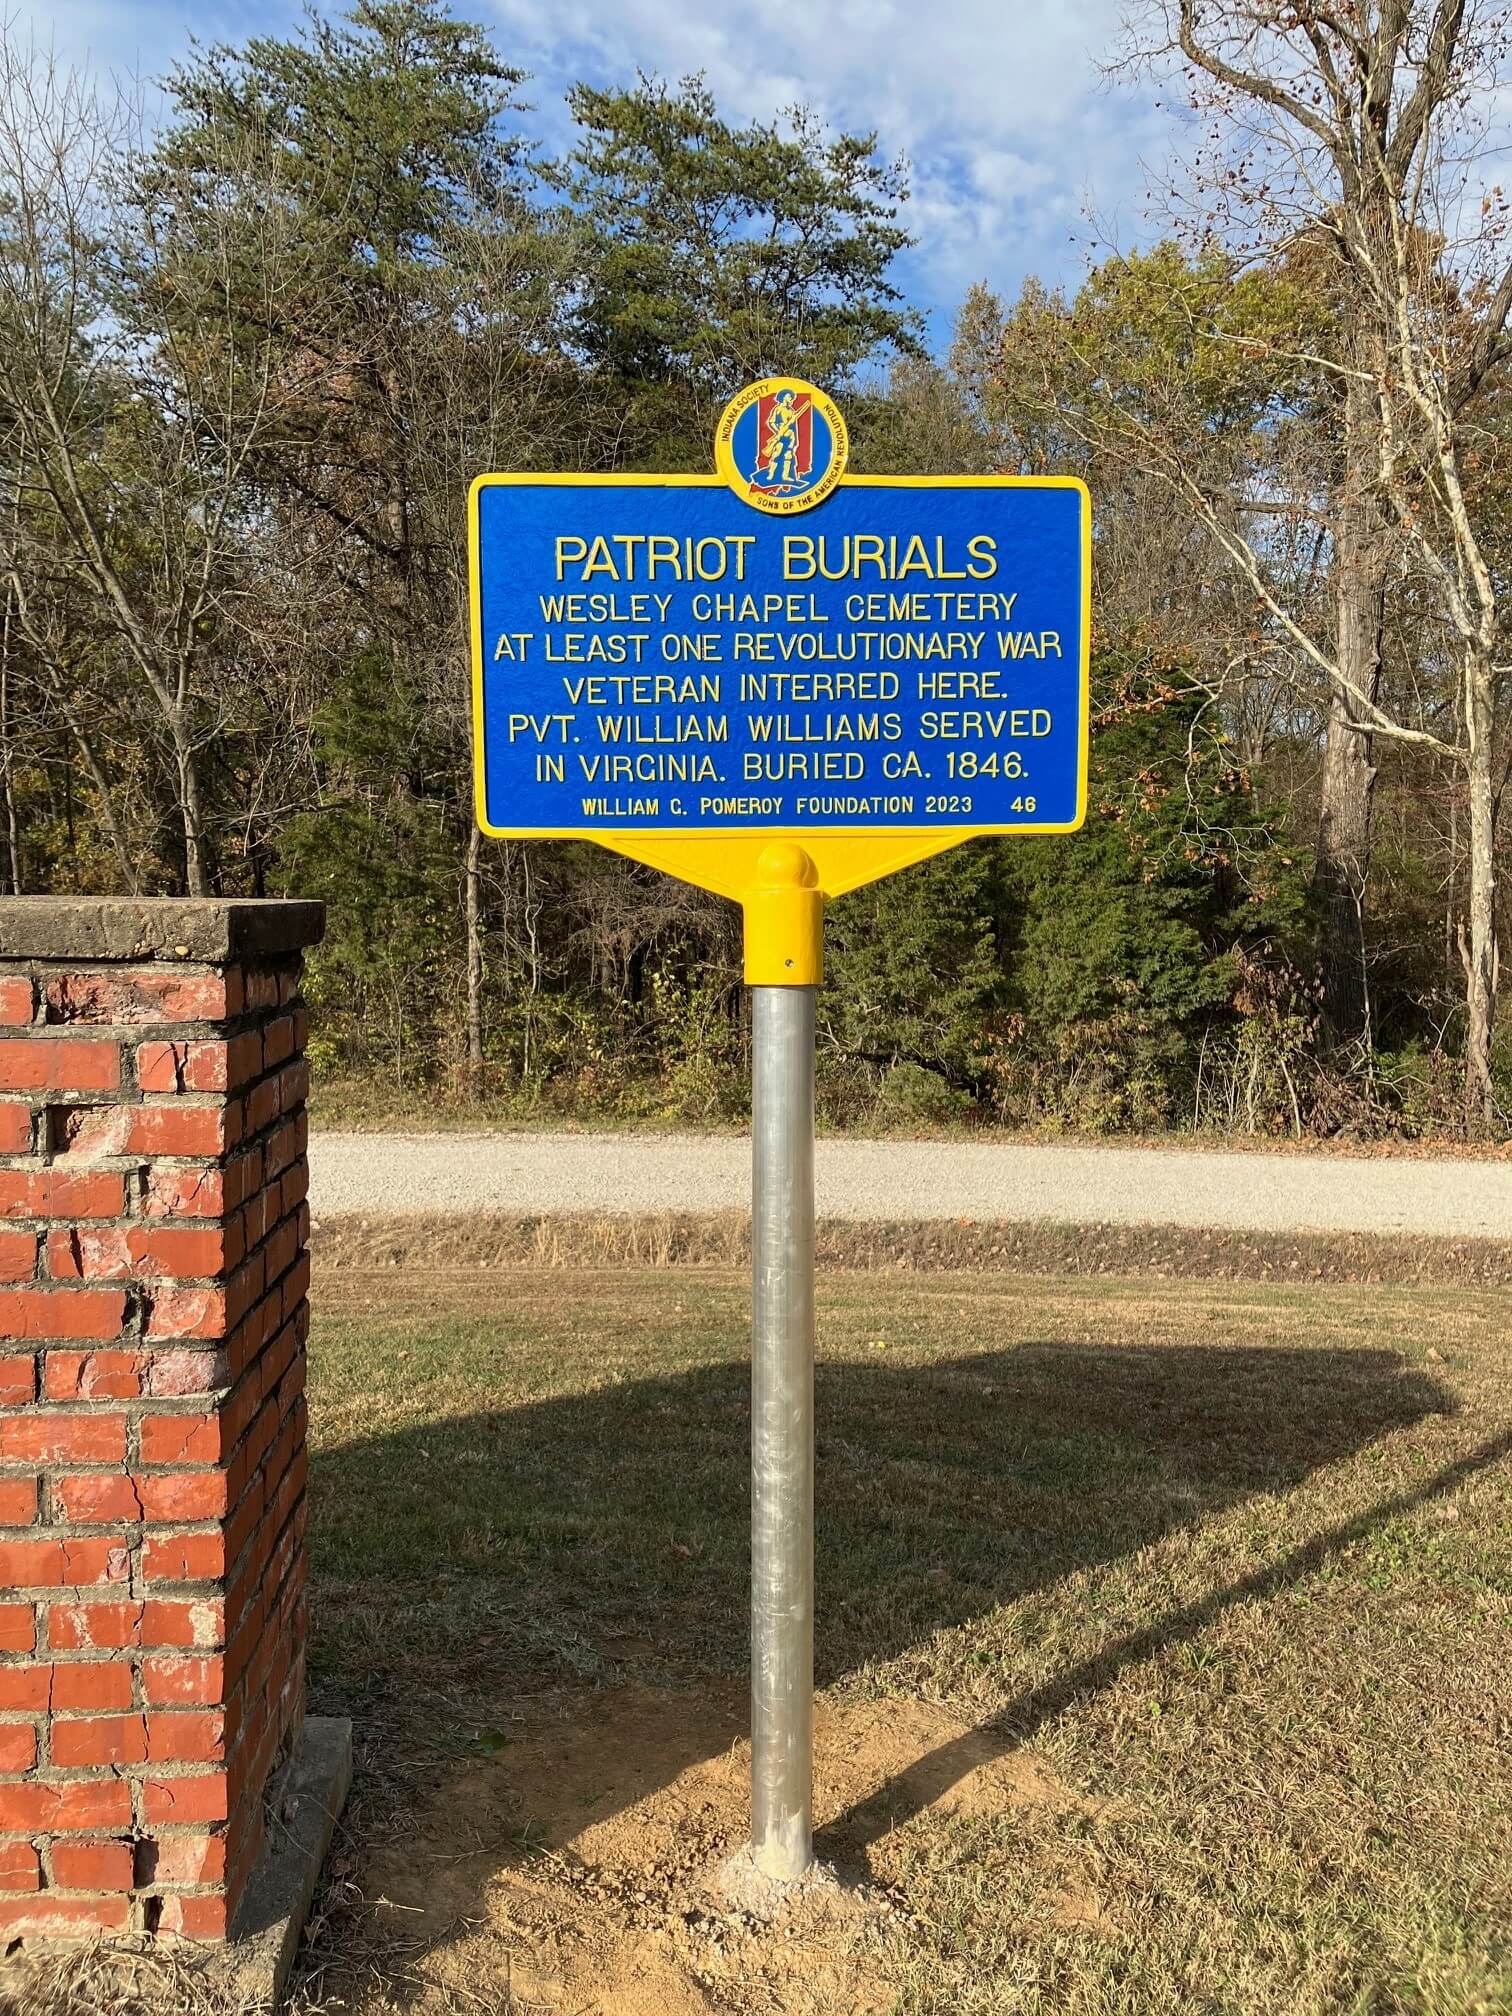 INDIANA SOCIETY
SONS OF THE AMERICAN REVOLUTION
PATRIOT BURIALS
WESLEY CHAPEL CEMETERY
AT LEAST ONE REVOLUTIONARY WAR
VETERAN INTERRED HERE.
PVT. WILLIAM WILLIAMS SERVED
IN VIRGINIA. BURIED CA. 1846.
WILLIAM G. POMEROY FOUNDATION 2023 46